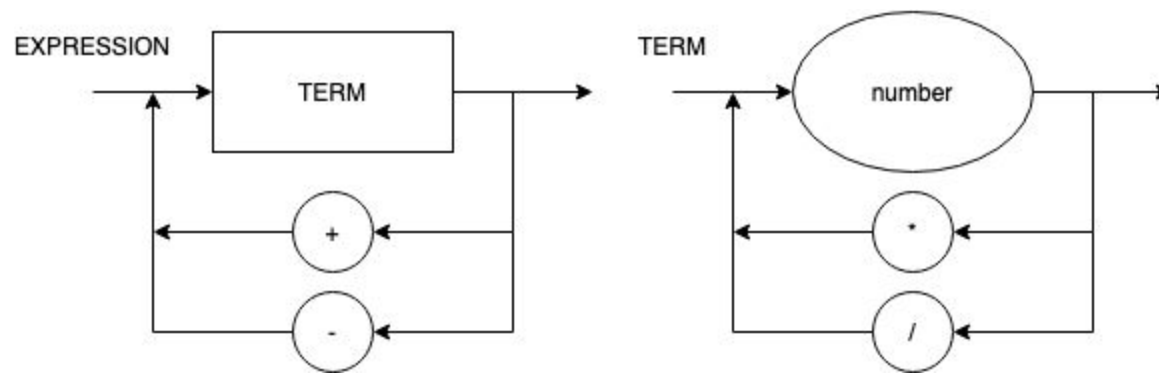 EXPRESSION
TERM
+
-
TERM
number
*
/